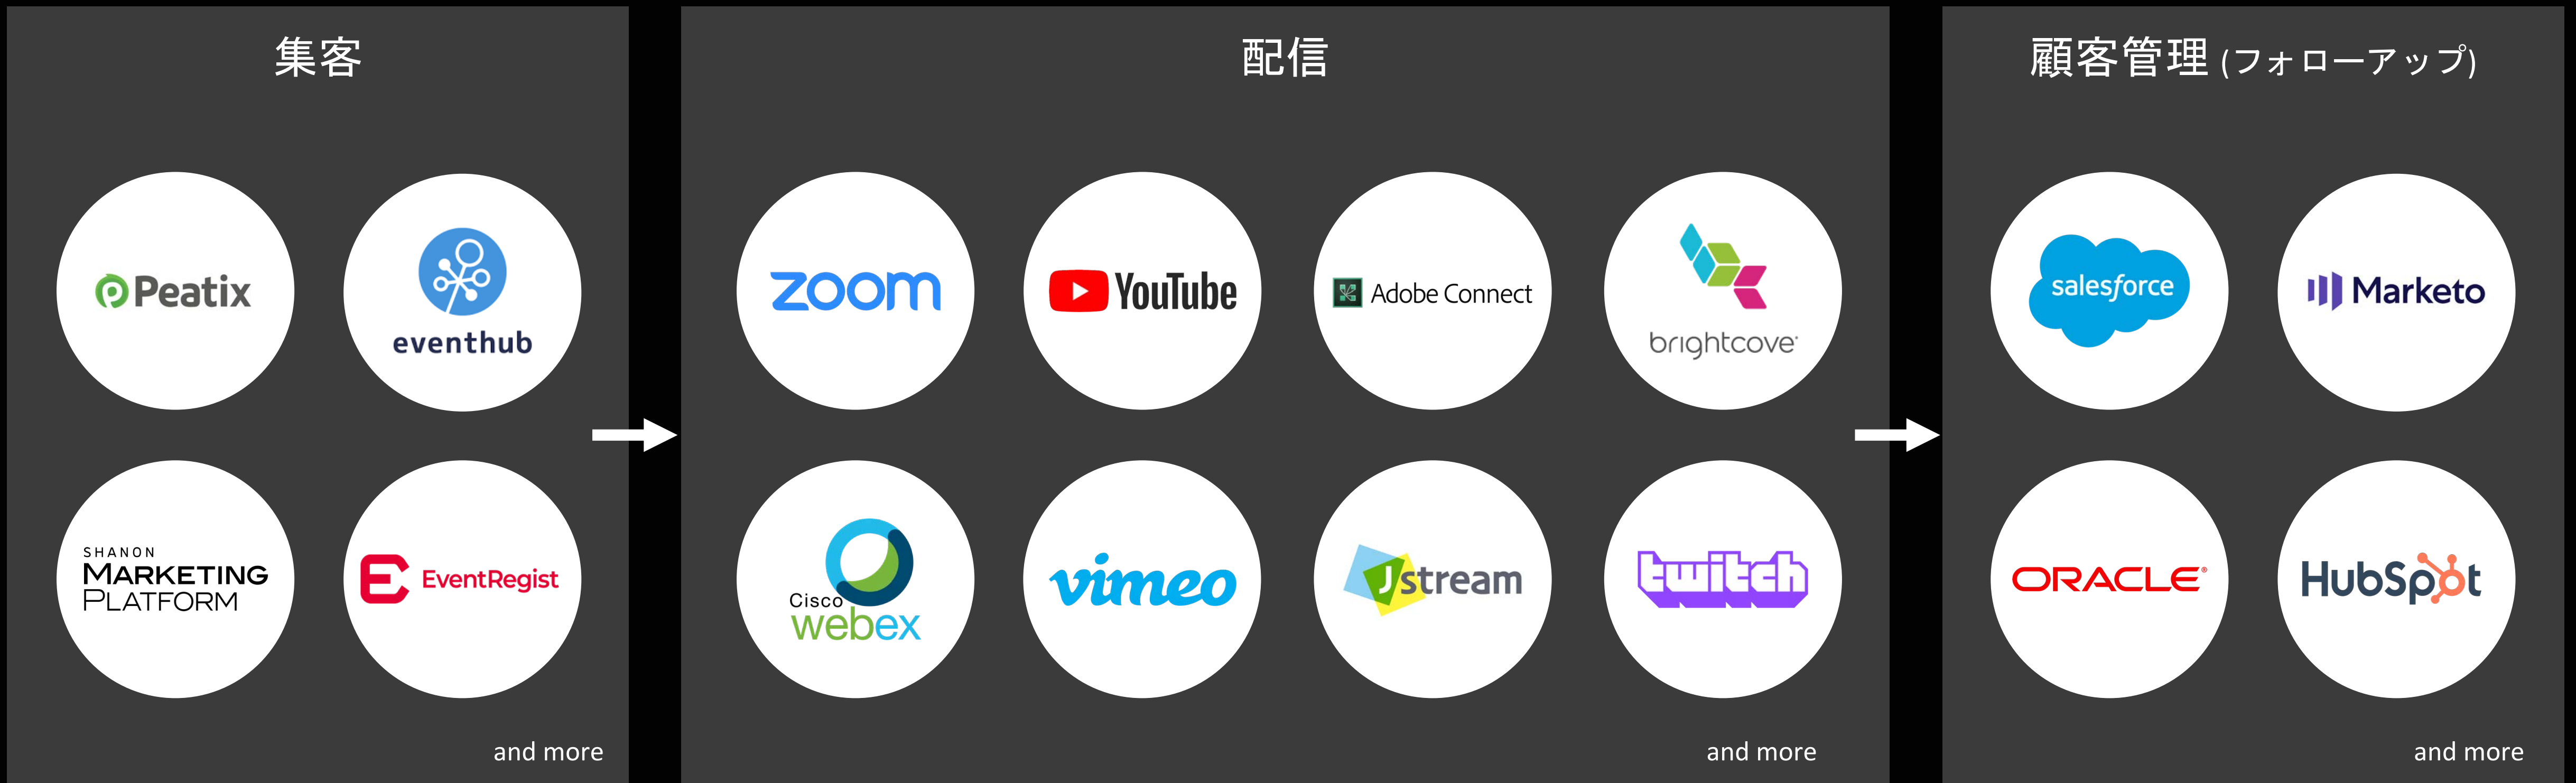 集客
Peatix
eventhub
SHANON
MARKETING
PLATFORM
EventRegist
and more
配信
zoom
YouTube
Adobe Connect
brightcove
Cisco
webex
vimeo
Jstream
twitch
and more
顧客管理 (フォローアップ)
salesforce
Marketo
ORACLE®
HubSpot
and more